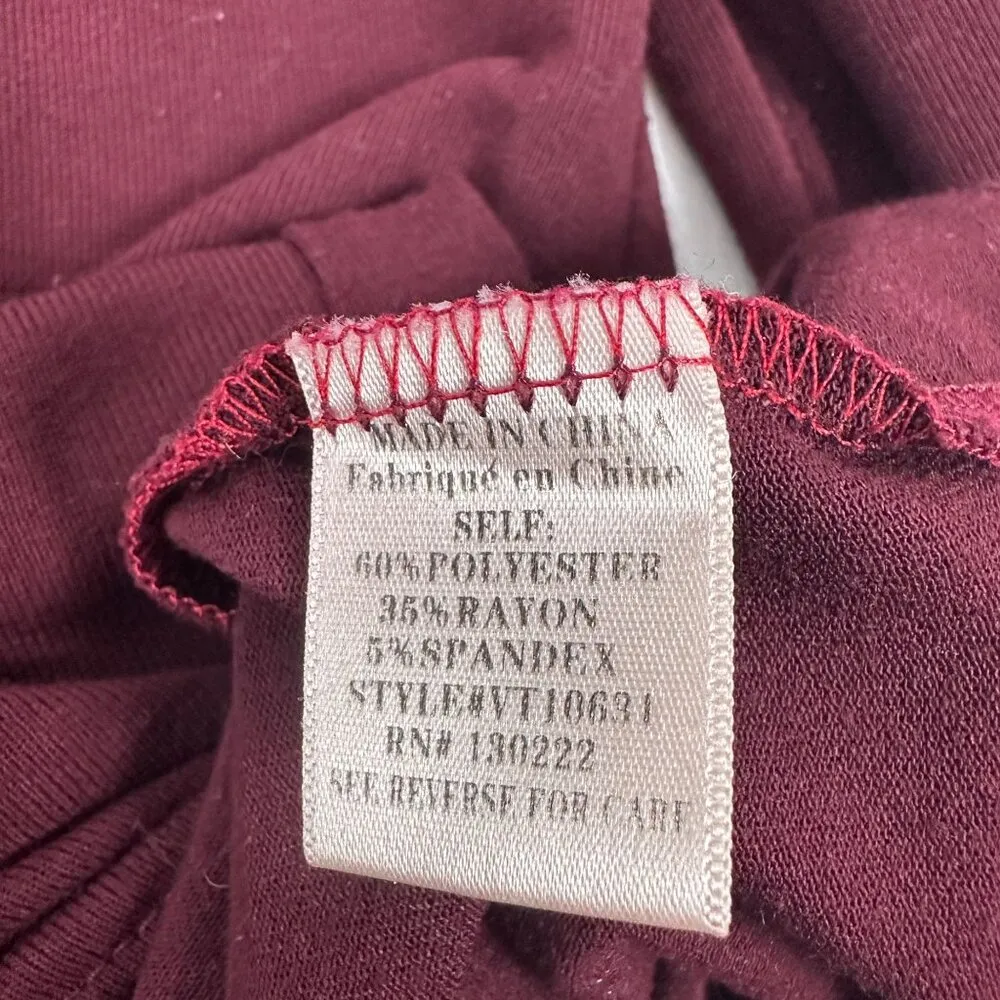 MADE IN CHINA
Fabriqué en Chine
SELF:
60%POLYESTER
35%RAYON
5%SPANDEX
STYLE#VT10631
RN# 130222
SEE REVERSE FOR CARE